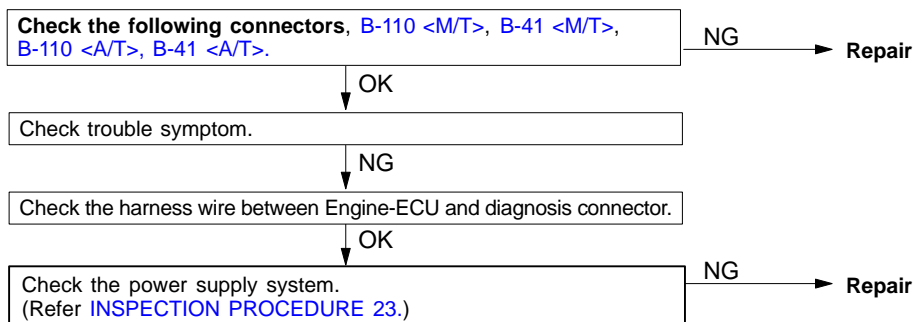 Check the following connectors, B-110 <M/T>, B-41 <M/T>,
B-110 <A/T>, B-41 <A/T>.
NG
Repair
OK
Check trouble symptom.
NG
Check the harness wire between Engine-ECU and diagnosis connector.
OK
Check the power supply system.
(Refer INSPECTION PROCEDURE 23.)
NG
Repair